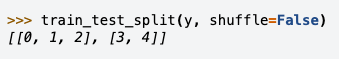 >>> train_test_split(y, shuffle=False)
[[0, 1, 2], [3, 4]]